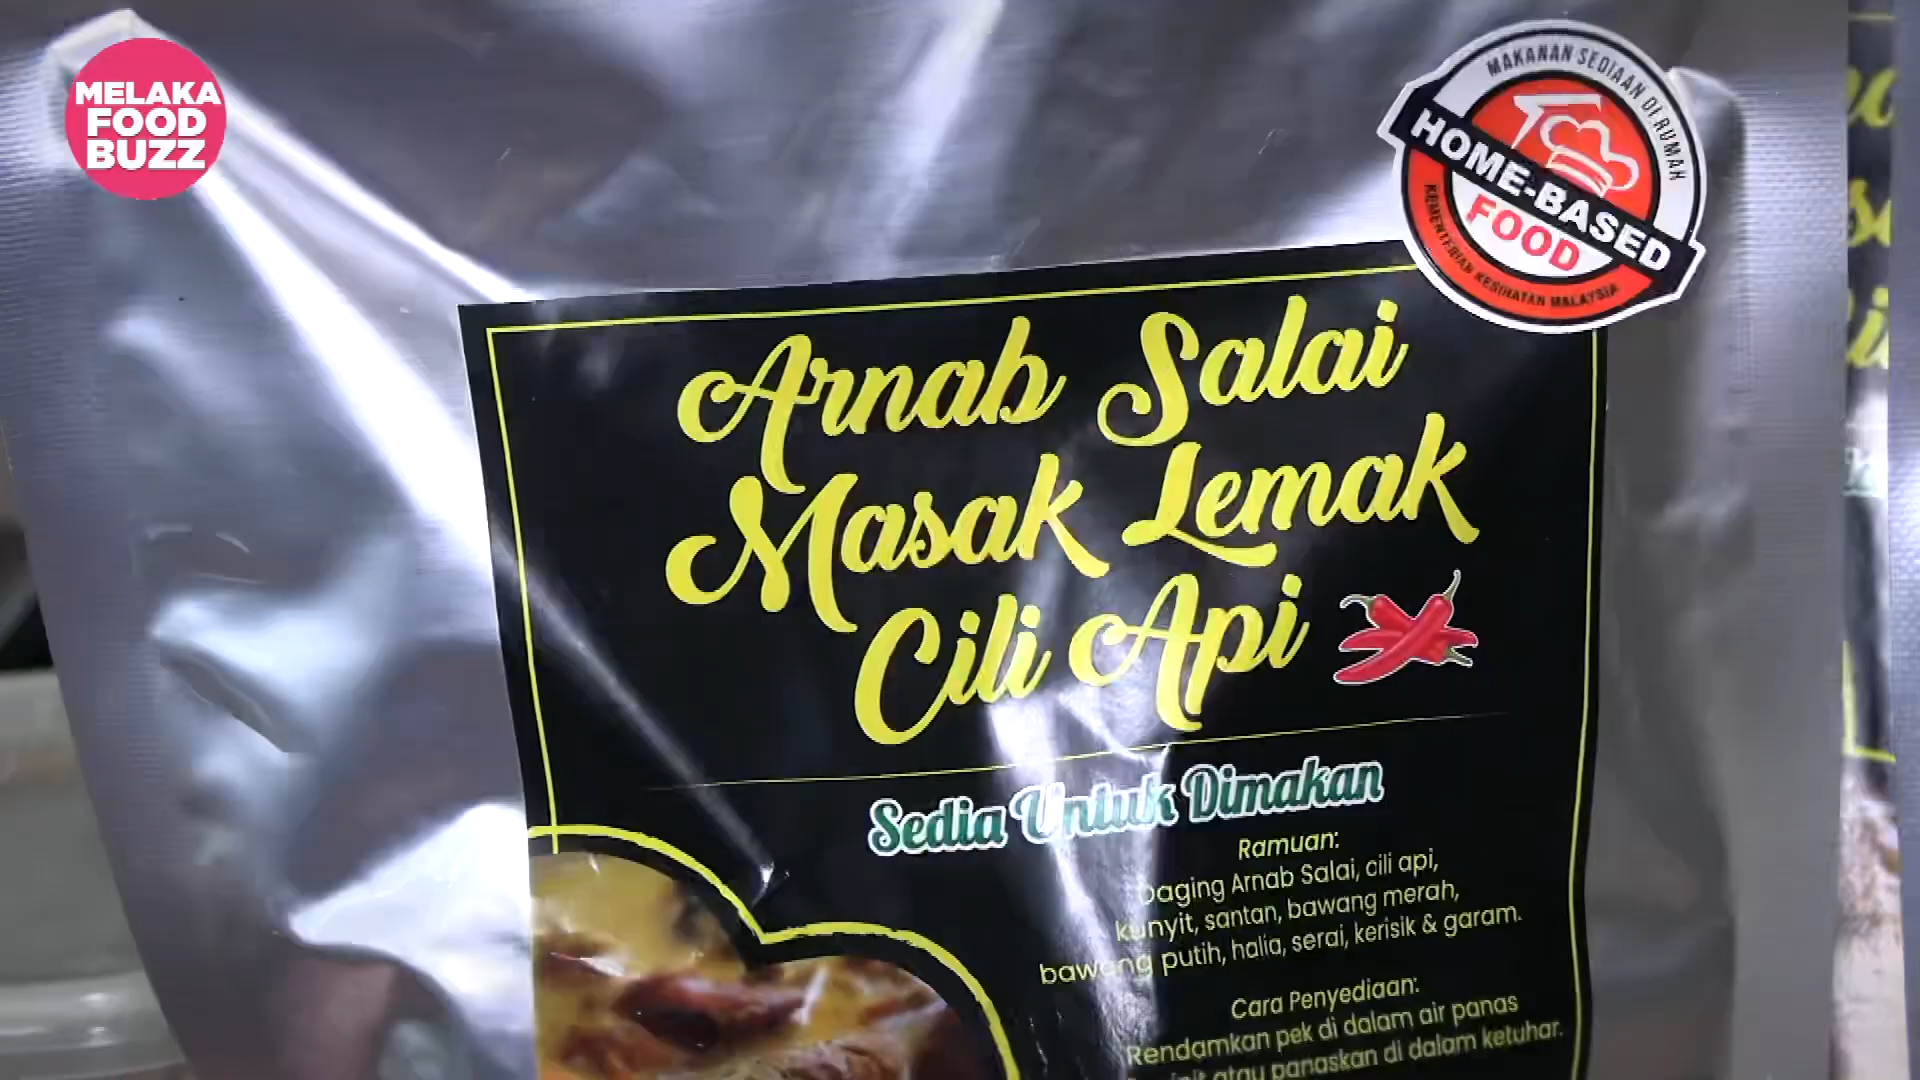 MELAKA
FOOD
BUZZ
MAKANAN SEDIAAN DI RUMAH
HOME-BASED
FOOD
KEMENTERIAN KESIHATAN MALAYSIA
Arnab Salai
Masak Lemak
Cili Api
Sedia Untuk Dimakan
Ramuan:
Daging Arnab Salai, cili api,
kunyit, santan, bawang merah,
bawang putih, halia, serai, kerisik & garam.
Cara Penyediaan:
Rendamkan pek di dalam air panas
atau panaskan di dalam ketuhar.